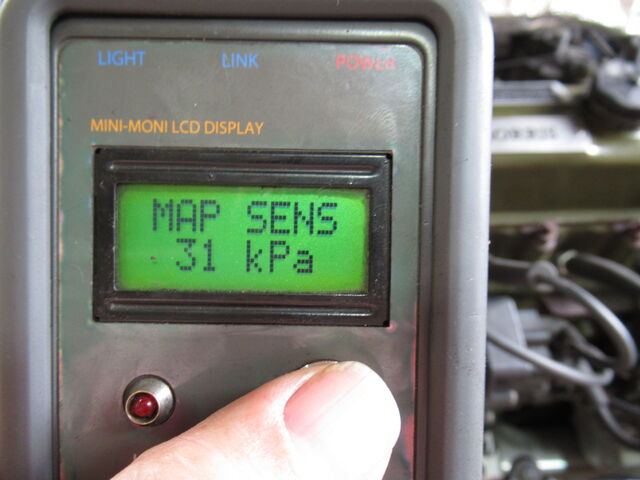 LIGHT LINK POWER
MINI-MONI LCD DISPLAY
MAP SENS
31 kPa